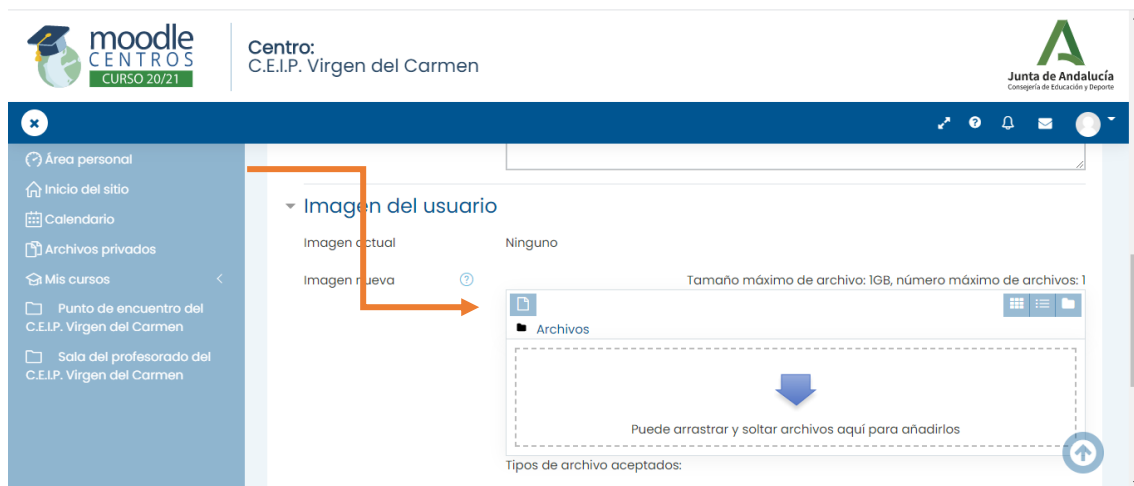 moodle
CENTROS
CURSO 20/21
Centro:
C.E.I.P. Virgen del Carmen
Junta de Andalucía
Consejería de Educación y Deporte
Área personal
Inicio del sitio
Calendario
Archivos privados
Mis cursos
Punto de encuentro del
C.E.I.P. Virgen del Carmen
Sala del profesorado del
C.E.I.P. Virgen del Carmen
Imagen del usuario
Imagen actual
Ninguno
Imagen nueva
Tamaño máximo de archivo: 1GB, número máximo de archivos: 1
Archivos
Puede arrastrar y soltar archivos aquí para añadirlos
Tipos de archivo aceptados: